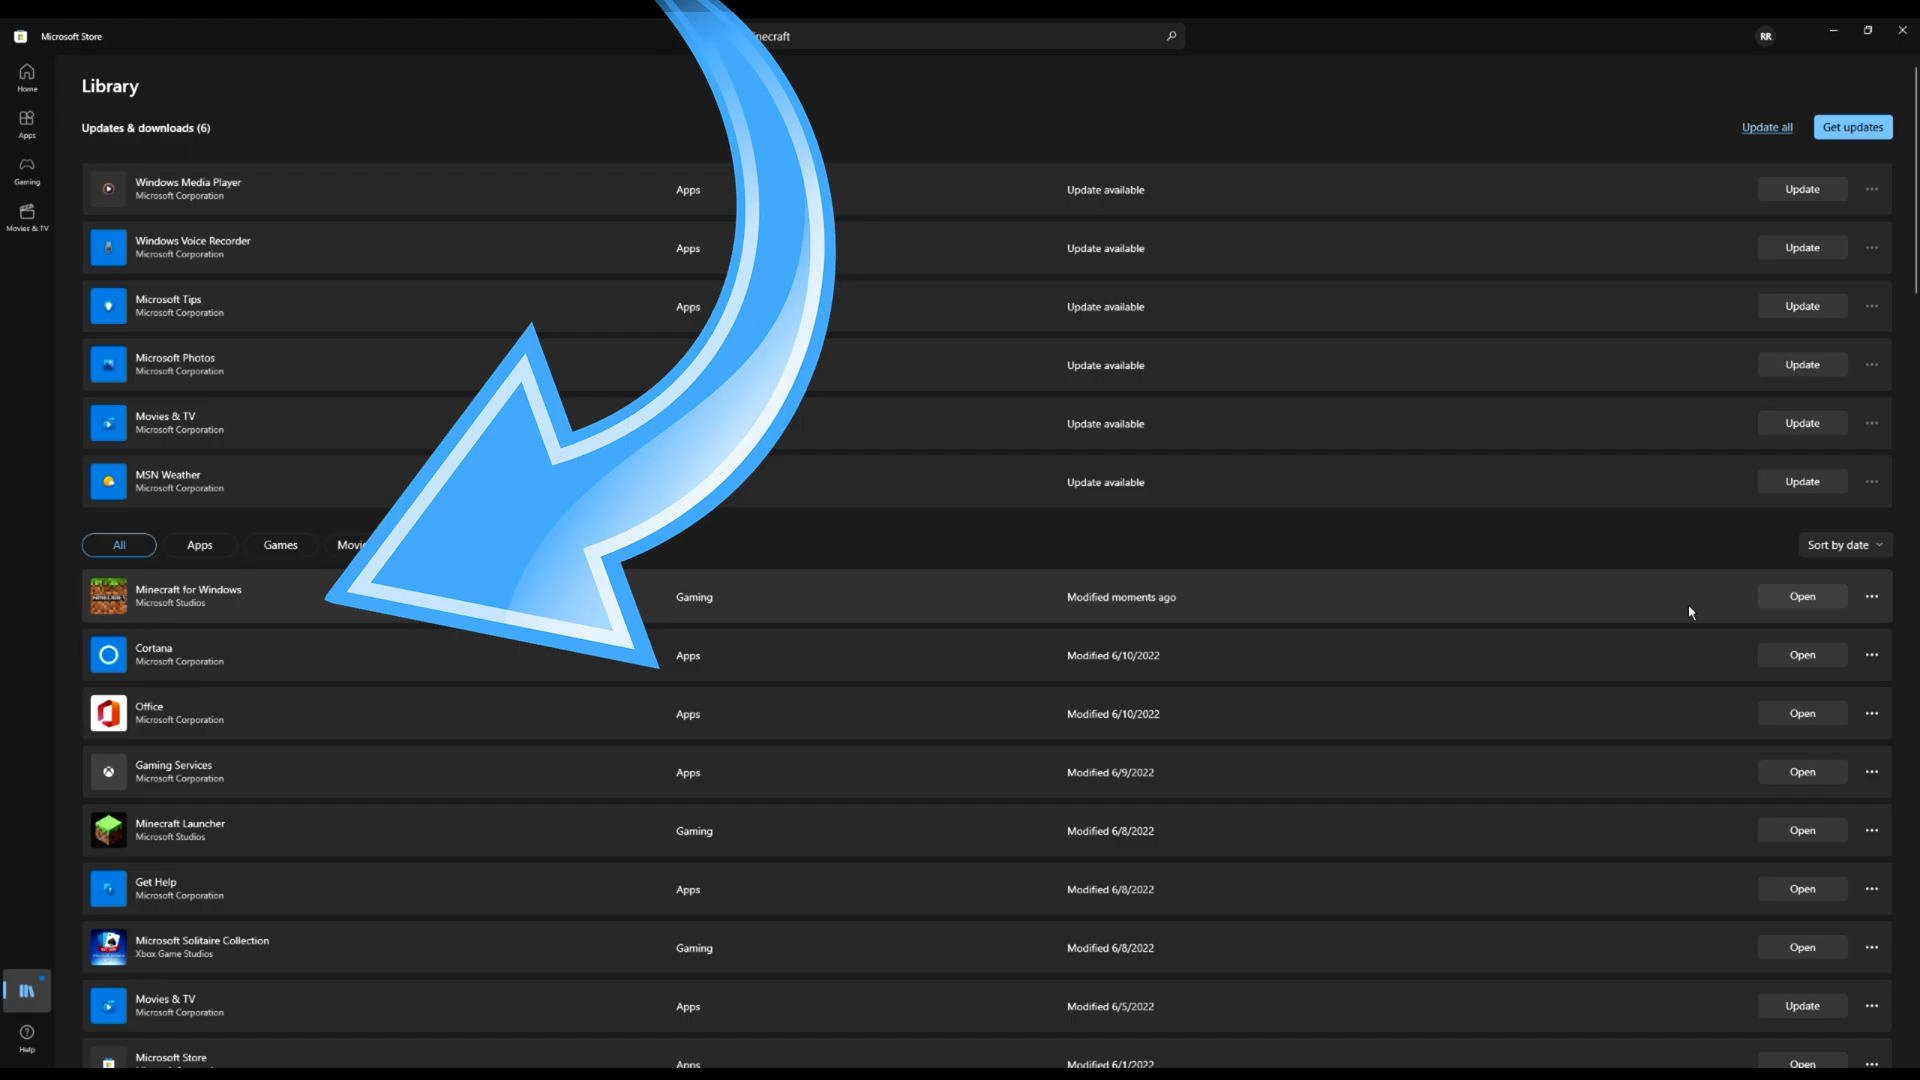 Microsoft Store
necraft
RR
Home
Apps
Gaming
Movies & TV
Library
Updates & downloads (6)
Update all
Get updates
Windows Media Player
Microsoft Corporation
Apps
Update available
Update
Windows Voice Recorder
Microsoft Corporation
Apps
Update available
Update
Microsoft Tips
Microsoft Corporation
Apps
Update available
Update
Microsoft Photos
Microsoft Corporation
Update available
Update
Movies & TV
Microsoft Corporation
Update available
Update
MSN Weather
Microsoft Corporation
Update available
Update
All
Apps
Games
Movie
Sort by date
Minecraft for Windows
Microsoft Studios
Gaming
Modified moments ago
Open
Cortana
Microsoft Corporation
Apps
Modified 6/10/2022
Open
Office
Microsoft Corporation
Apps
Modified 6/10/2022
Open
Gaming Services
Microsoft Corporation
Apps
Modified 6/9/2022
Open
Minecraft Launcher
Microsoft Studios
Gaming
Modified 6/8/2022
Open
Get Help
Microsoft Corporation
Apps
Modified 6/8/2022
Open
Microsoft Solitaire Collection
Xbox Game Studios
Gaming
Modified 6/8/2022
Open
Movies & TV
Microsoft Corporation
Apps
Modified 6/5/2022
Update
Microsoft Store
Apps
Modified 6/1/2022
Open
Help